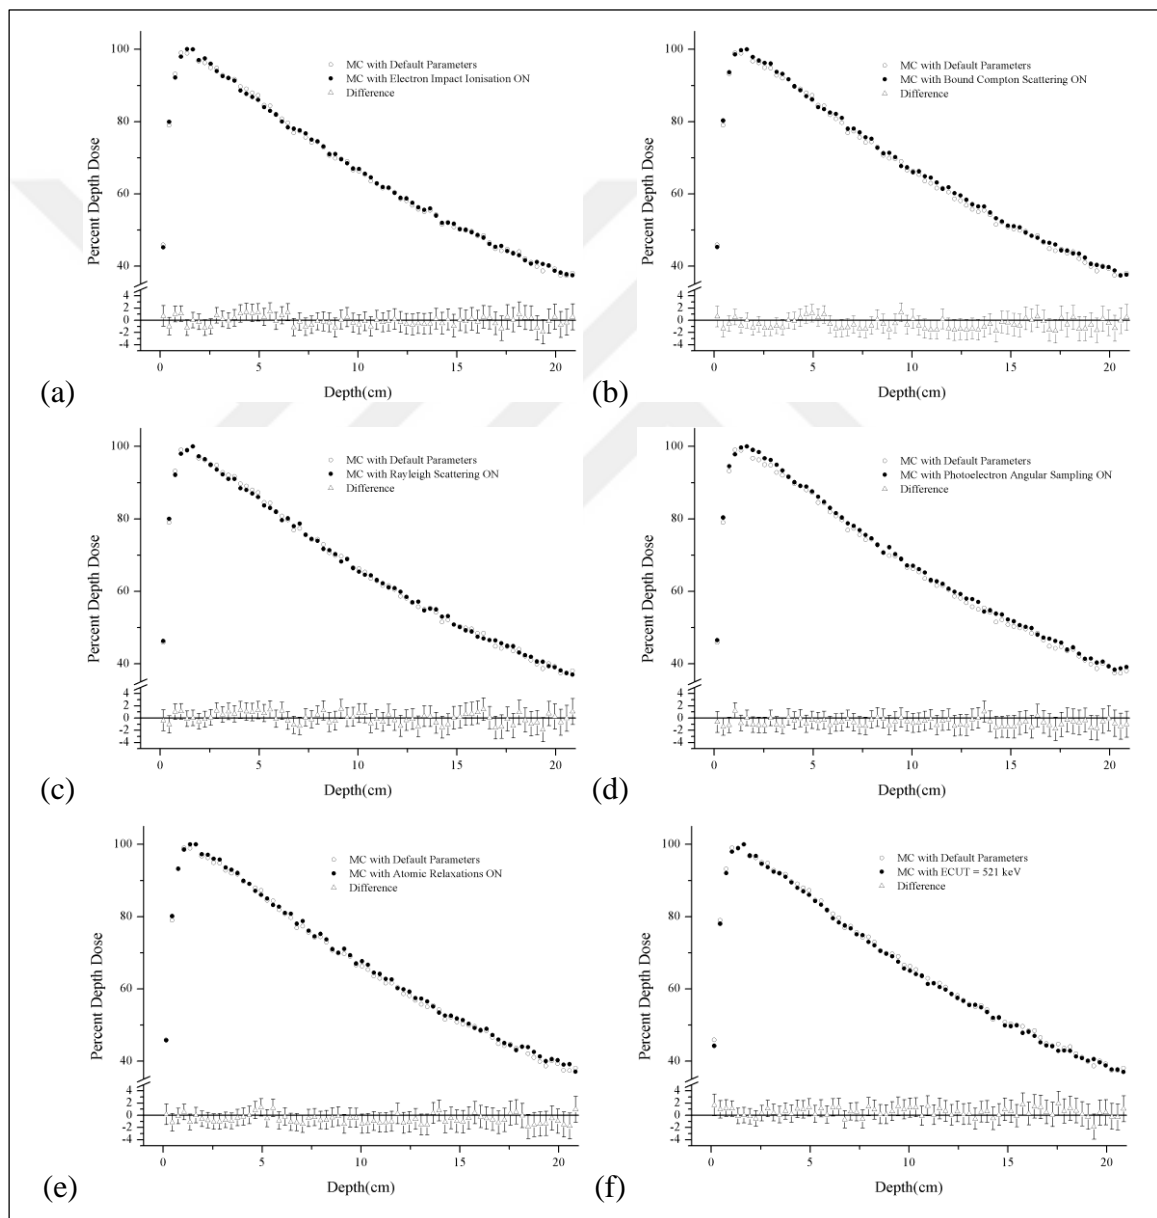 100
80
60
40
4
2
0
-2
-4
Percent Depth Dose
MC with Default Parameters
MC with Electron Impact Ionisation ON
Difference
0 5 10 15 20
Depth(cm)
(a)
100
80
60
40
4
2
0
-2
-4
Percent Depth Dose
MC with Default Parameters
MC with Bound Compton Scattering ON
Difference
0 5 10 15 20
Depth(cm)
(b)
100
80
60
40
4
2
0
-2
-4
Percent Depth Dose
MC with Default Parameters
MC with Rayleigh Scattering ON
Difference
0 5 10 15 20
Depth(cm)
(c)
100
80
60
40
4
2
0
-2
-4
Percent Depth Dose
MC with Default Parameters
MC with Photoelectron Angular Sampling ON
Difference
0 5 10 15 20
Depth(cm)
(d)
100
80
60
40
4
2
0
-2
-4
Percent Depth Dose
MC with Default Parameters
MC with Atomic Relaxations ON
Difference
0 5 10 15 20
Depth(cm)
(e)
100
80
60
40
4
2
0
-2
-4
Percent Depth Dose
MC with Default Parameters
MC with ECUT = 521 keV
Difference
0 5 10 15 20
Depth(cm)
(f)